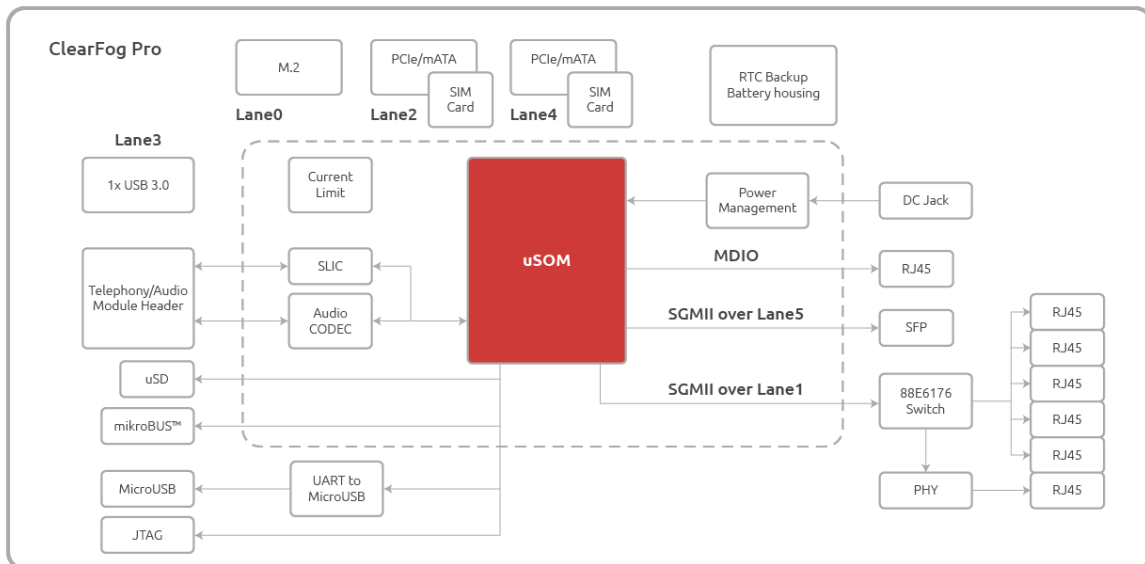 ClearFog Pro
M.2
PCIe/mATA
SIM
Card
PCIe/mATA
SIM
Card
RTC Backup
Battery housing
Lane0
Lane2
Lane4
Lane3
1x USB 3.0
Current
Limit
uSOM
Power
Management
DC Jack
MDIO
RJ45
SLIC
Telephony/Audio
Module Header
Audio
CODEC
SGMII over Lane5
SFP
RJ45
RJ45
RJ45
RJ45
RJ45
RJ45
uSD
SGMII over Lane1
88E6176
Switch
mikroBUS™
MicroUSB
UART to
MicroUSB
PHY
JTAG